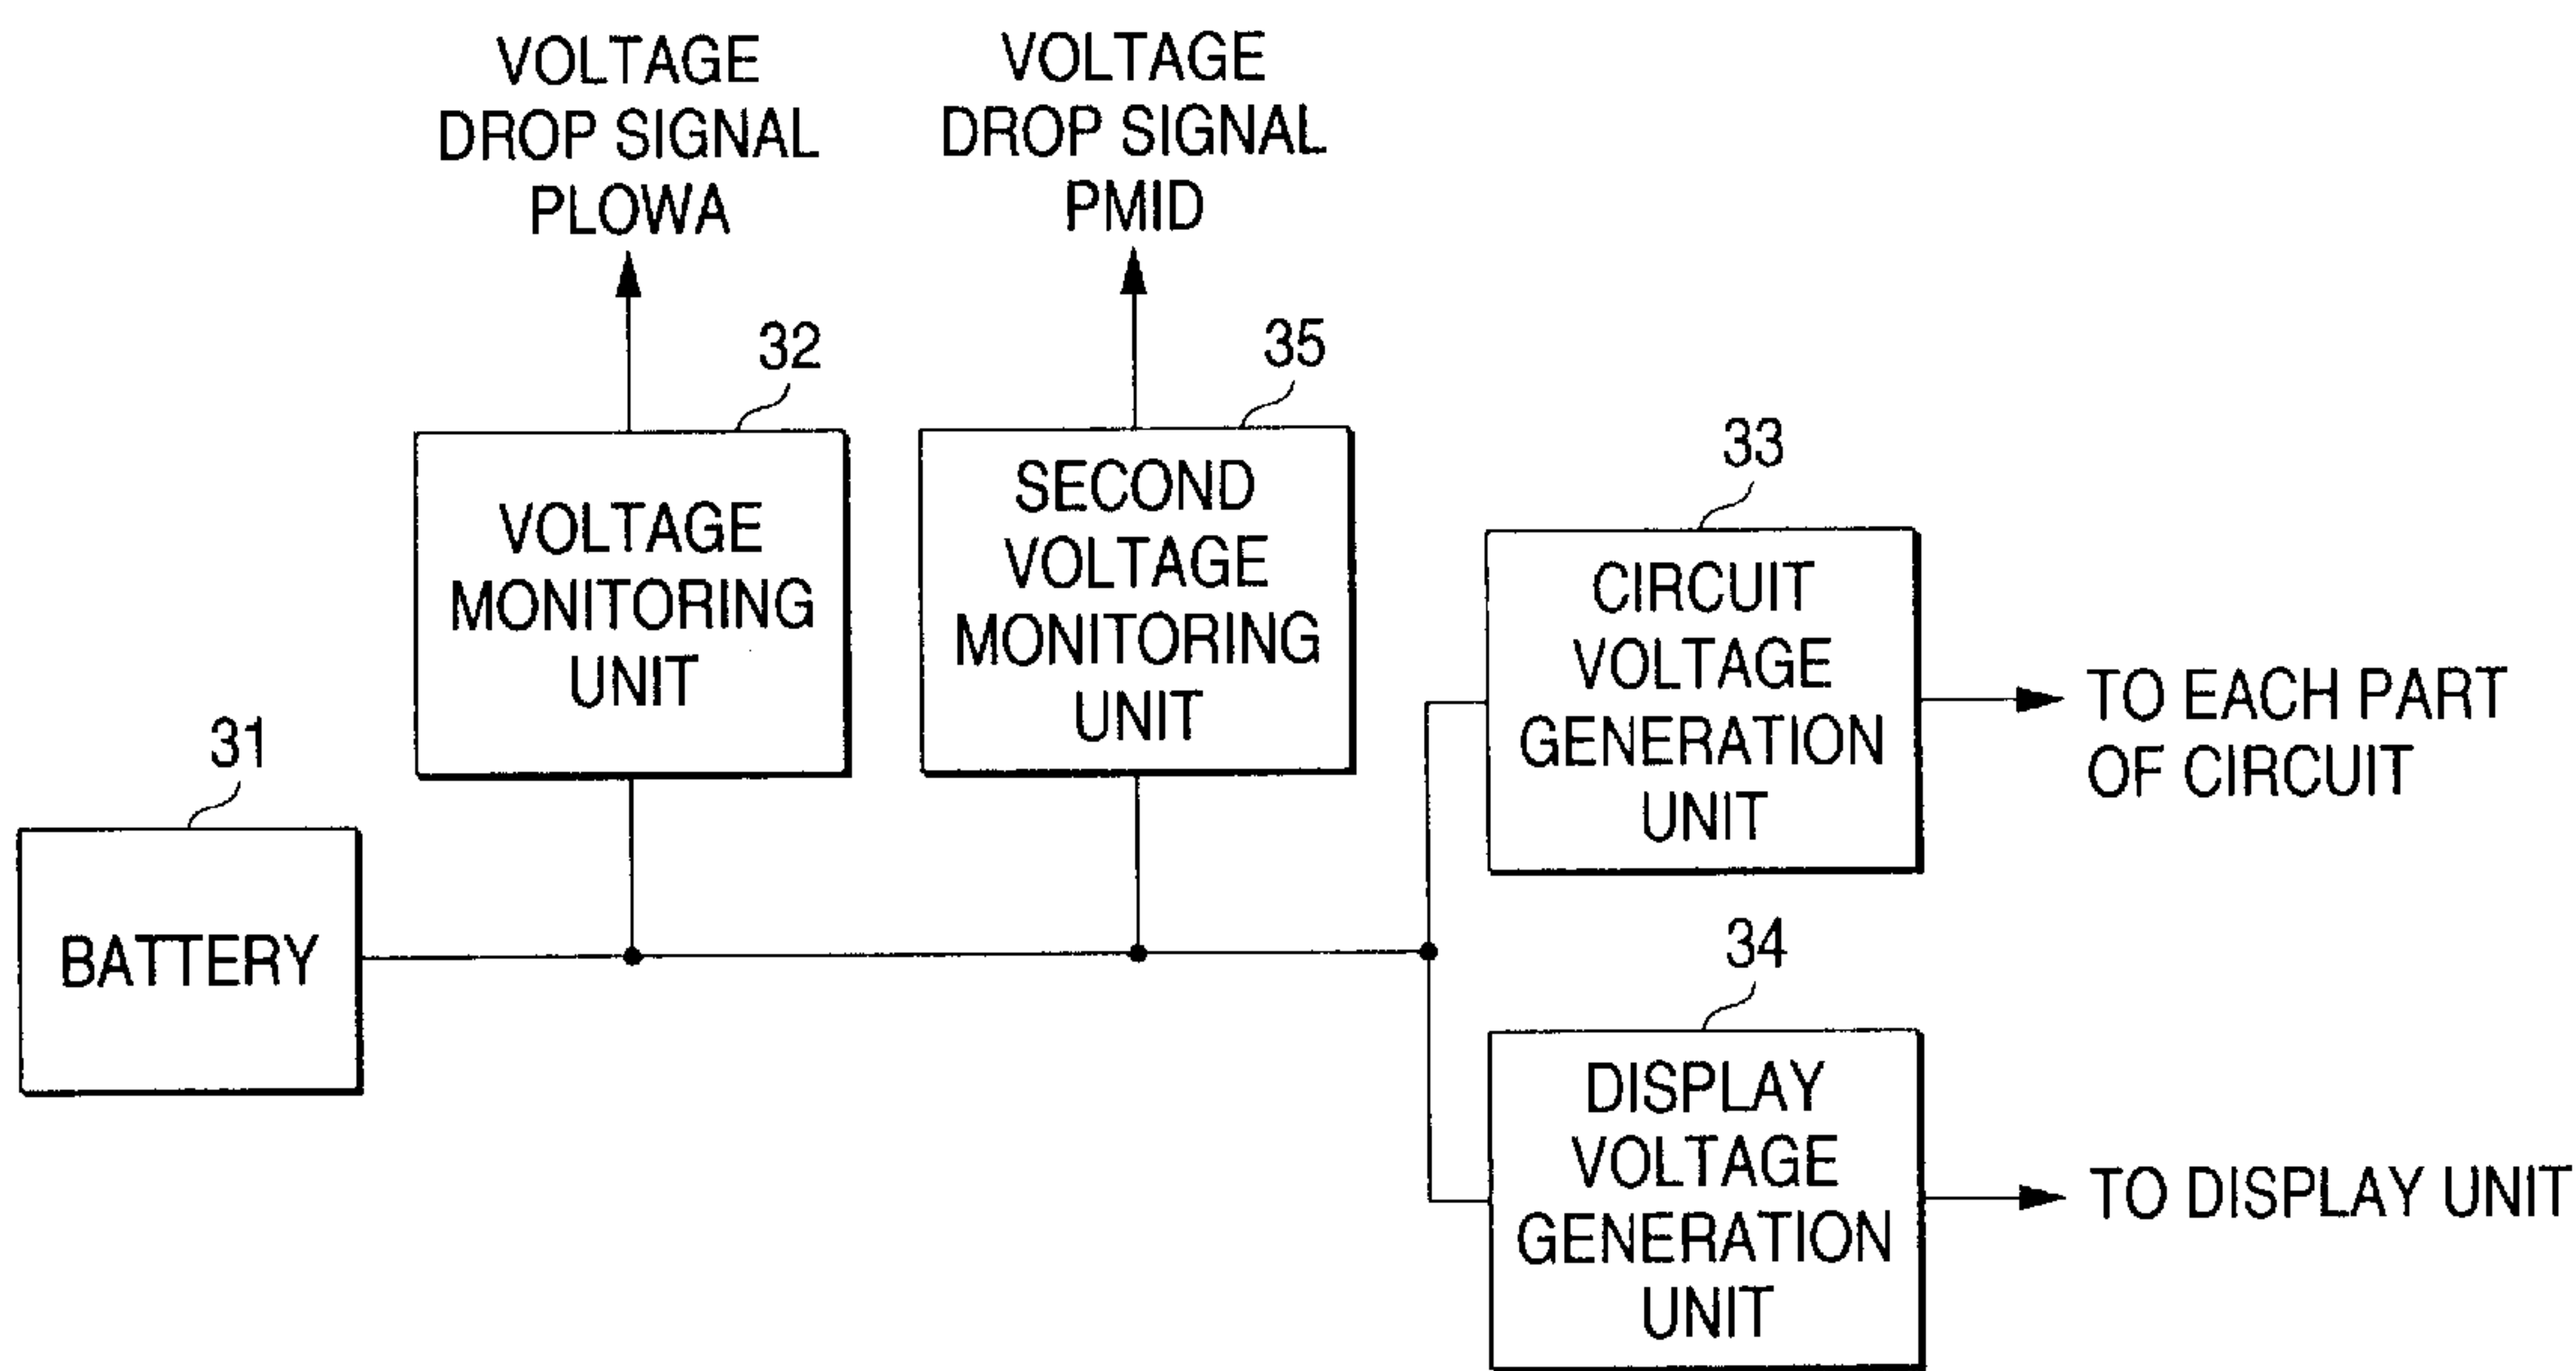 VOLTAGE
DROP SIGNAL
PLOWA
VOLTAGE
DROP SIGNAL
PMID
32
VOLTAGE
MONITORING
UNIT
35
SECOND
VOLTAGE
MONITORING
UNIT
33
CIRCUIT
VOLTAGE
GENERATION
UNIT
TO EACH PART
OF CIRCUIT
31
BATTERY
34
DISPLAY
VOLTAGE
GENERATION
UNIT
TO DISPLAY UNIT